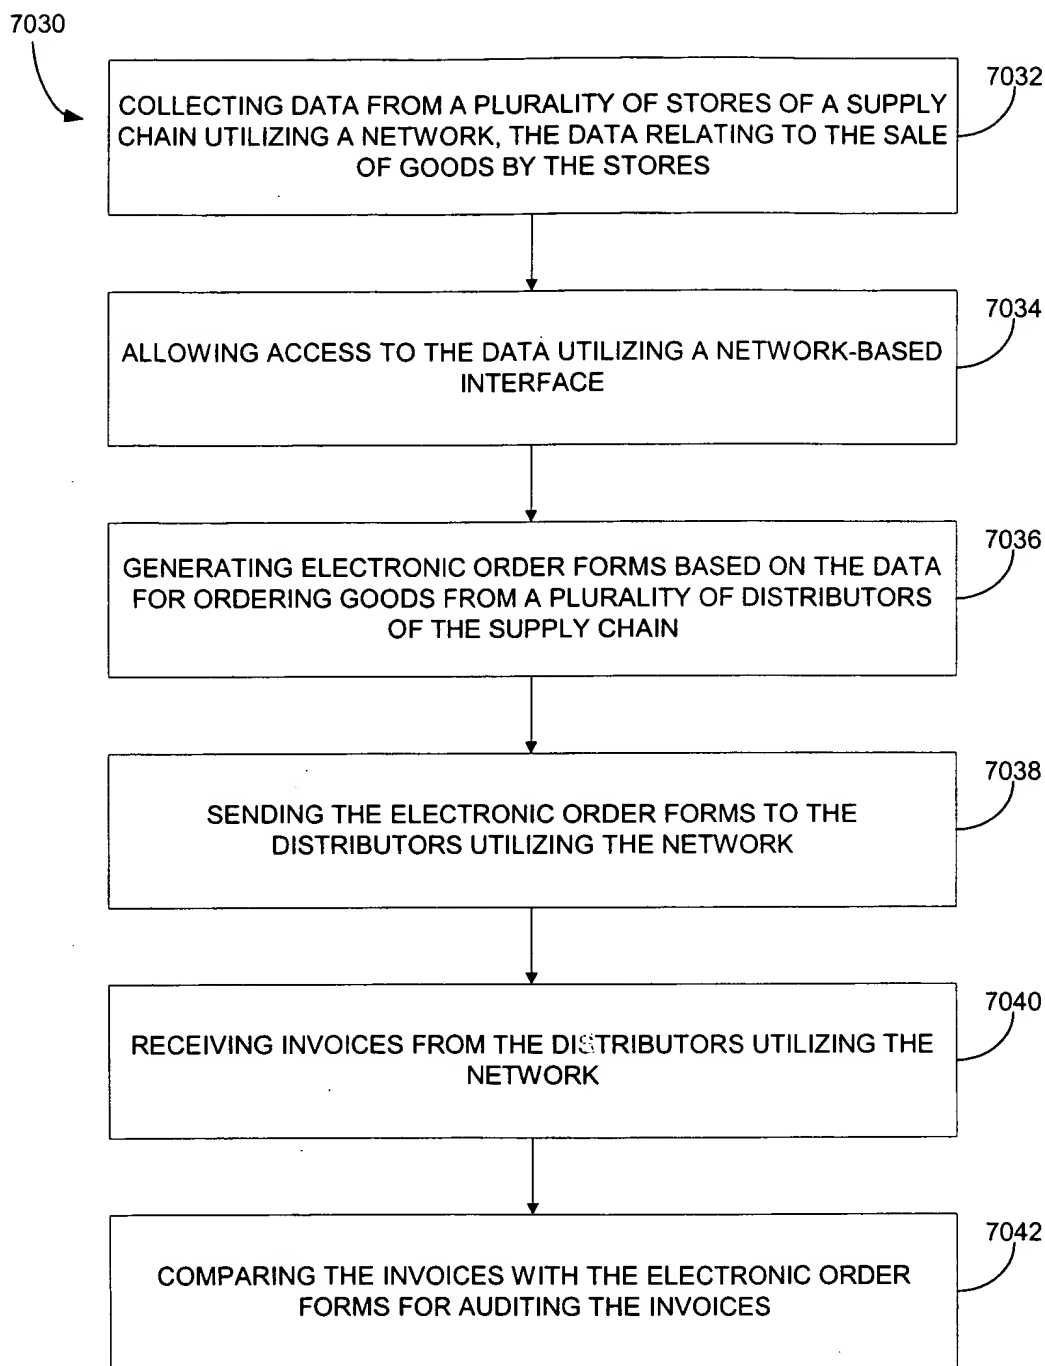 7030
7032
COLLECTING DATA FROM A PLURALITY OF STORES OF A SUPPLY
CHAIN UTILIZING A NETWORK, THE DATA RELATING TO THE SALE
OF GOODS BY THE STORES
7034
ALLOWING ACCESS TO THE DATA UTILIZING A NETWORK-BASED
INTERFACE
7036
GENERATING ELECTRONIC ORDER FORMS BASED ON THE DATA
FOR ORDERING GOODS FROM A PLURALITY OF DISTRIBUTORS
OF THE SUPPLY CHAIN
7038
SENDING THE ELECTRONIC ORDER FORMS TO THE
DISTRIBUTORS UTILIZING THE NETWORK
7040
RECEIVING INVOICES FROM THE DISTRIBUTORS UTILIZING THE
NETWORK
7042
COMPARING THE INVOICES WITH THE ELECTRONIC ORDER
FORMS FOR AUDITING THE INVOICES